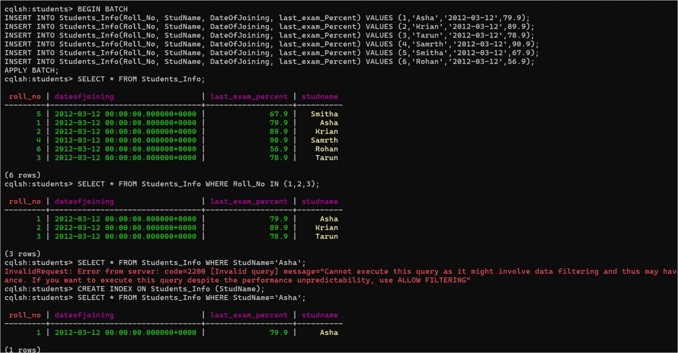 cqlsh:students> BEGIN BATCH
INSERT INTO Students_Info(Roll_No, StudName, DateOfJoining, last_exam_Percent) VALUES (1,'Asha','2012-03-12',79.9);
INSERT INTO Students_Info(Roll_No, StudName, DateOfJoining, last_exam_Percent) VALUES (2,'Krian','2012-03-12',89.9);
INSERT INTO Students_Info(Roll_No, StudName, DateOfJoining, last_exam_Percent) VALUES (3,'Tarun','2012-03-12',78.9);
INSERT INTO Students_Info(Roll_No, StudName, DateOfJoining, last_exam_Percent) VALUES (4,'Samrth','2012-03-12',90.9);
INSERT INTO Students_Info(Roll_No, StudName, DateOfJoining, last_exam_Percent) VALUES (5,'Smitha','2012-03-12',67.9);
INSERT INTO Students_Info(Roll_No, StudName, DateOfJoining, last_exam_Percent) VALUES (6,'Rohan','2012-03-12',56.9);
APPLY BATCH;
cqlsh:students> SELECT * FROM Students_Info;
roll_no | dateofjoining | last_exam_percent | studname
---------+---------------------------------+-------------------+----------
5 | 2012-03-12 00:00:00.000000+0000 | 67.9 | Smitha
1 | 2012-03-12 00:00:00.000000+0000 | 79.9 | Asha
2 | 2012-03-12 00:00:00.000000+0000 | 89.9 | Krian
4 | 2012-03-12 00:00:00.000000+0000 | 90.9 | Samrth
6 | 2012-03-12 00:00:00.000000+0000 | 56.9 | Rohan
3 | 2012-03-12 00:00:00.000000+0000 | 78.9 | Tarun
(6 rows)
cqlsh:students> SELECT * FROM Students_Info WHERE Roll_No IN (1,2,3);
roll_no | dateofjoining | last_exam_percent | studname
---------+---------------------------------+-------------------+----------
1 | 2012-03-12 00:00:00.000000+0000 | 79.9 | Asha
2 | 2012-03-12 00:00:00.000000+0000 | 89.9 | Krian
3 | 2012-03-12 00:00:00.000000+0000 | 78.9 | Tarun
(3 rows)
cqlsh:students> SELECT * FROM Students_Info WHERE StudName='Asha';
InvalidRequest: Error from server: code=2200 [Invalid query] message="Cannot execute this query as it might involve data filtering and thus may hav
ance. If you want to execute this query despite the performance unpredictability, use ALLOW FILTERING"
cqlsh:students> CREATE INDEX ON Students_Info (StudName);
cqlsh:students> SELECT * FROM Students_Info WHERE StudName='Asha';
roll_no | dateofjoining | last_exam_percent | studname
---------+---------------------------------+-------------------+----------
1 | 2012-03-12 00:00:00.000000+0000 | 79.9 | Asha
(1 rows)